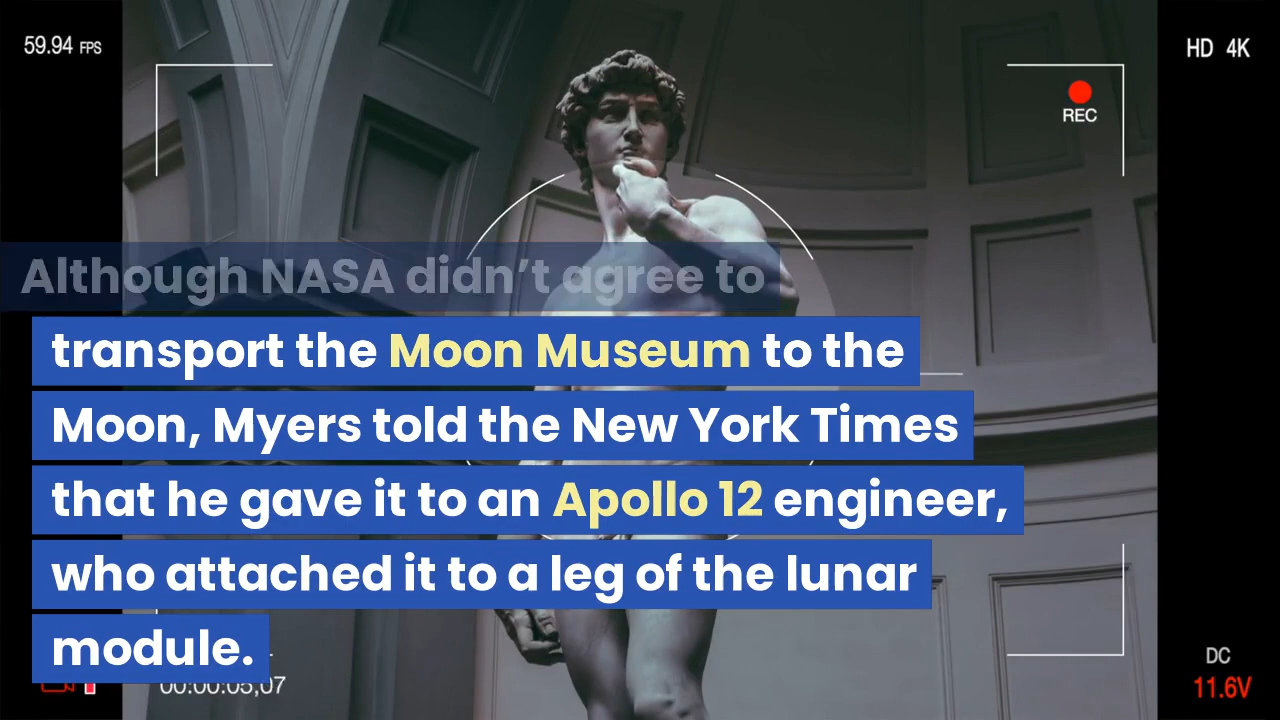 59.94 FPS
HD 4K
REC
Although NASA didn’t agree to
transport the Moon Museum to the
Moon, Myers told the New York Times
that he gave it to an Apollo 12 engineer,
who attached it to a leg of the lunar
module.
00:00:05;07
DC
11.6V